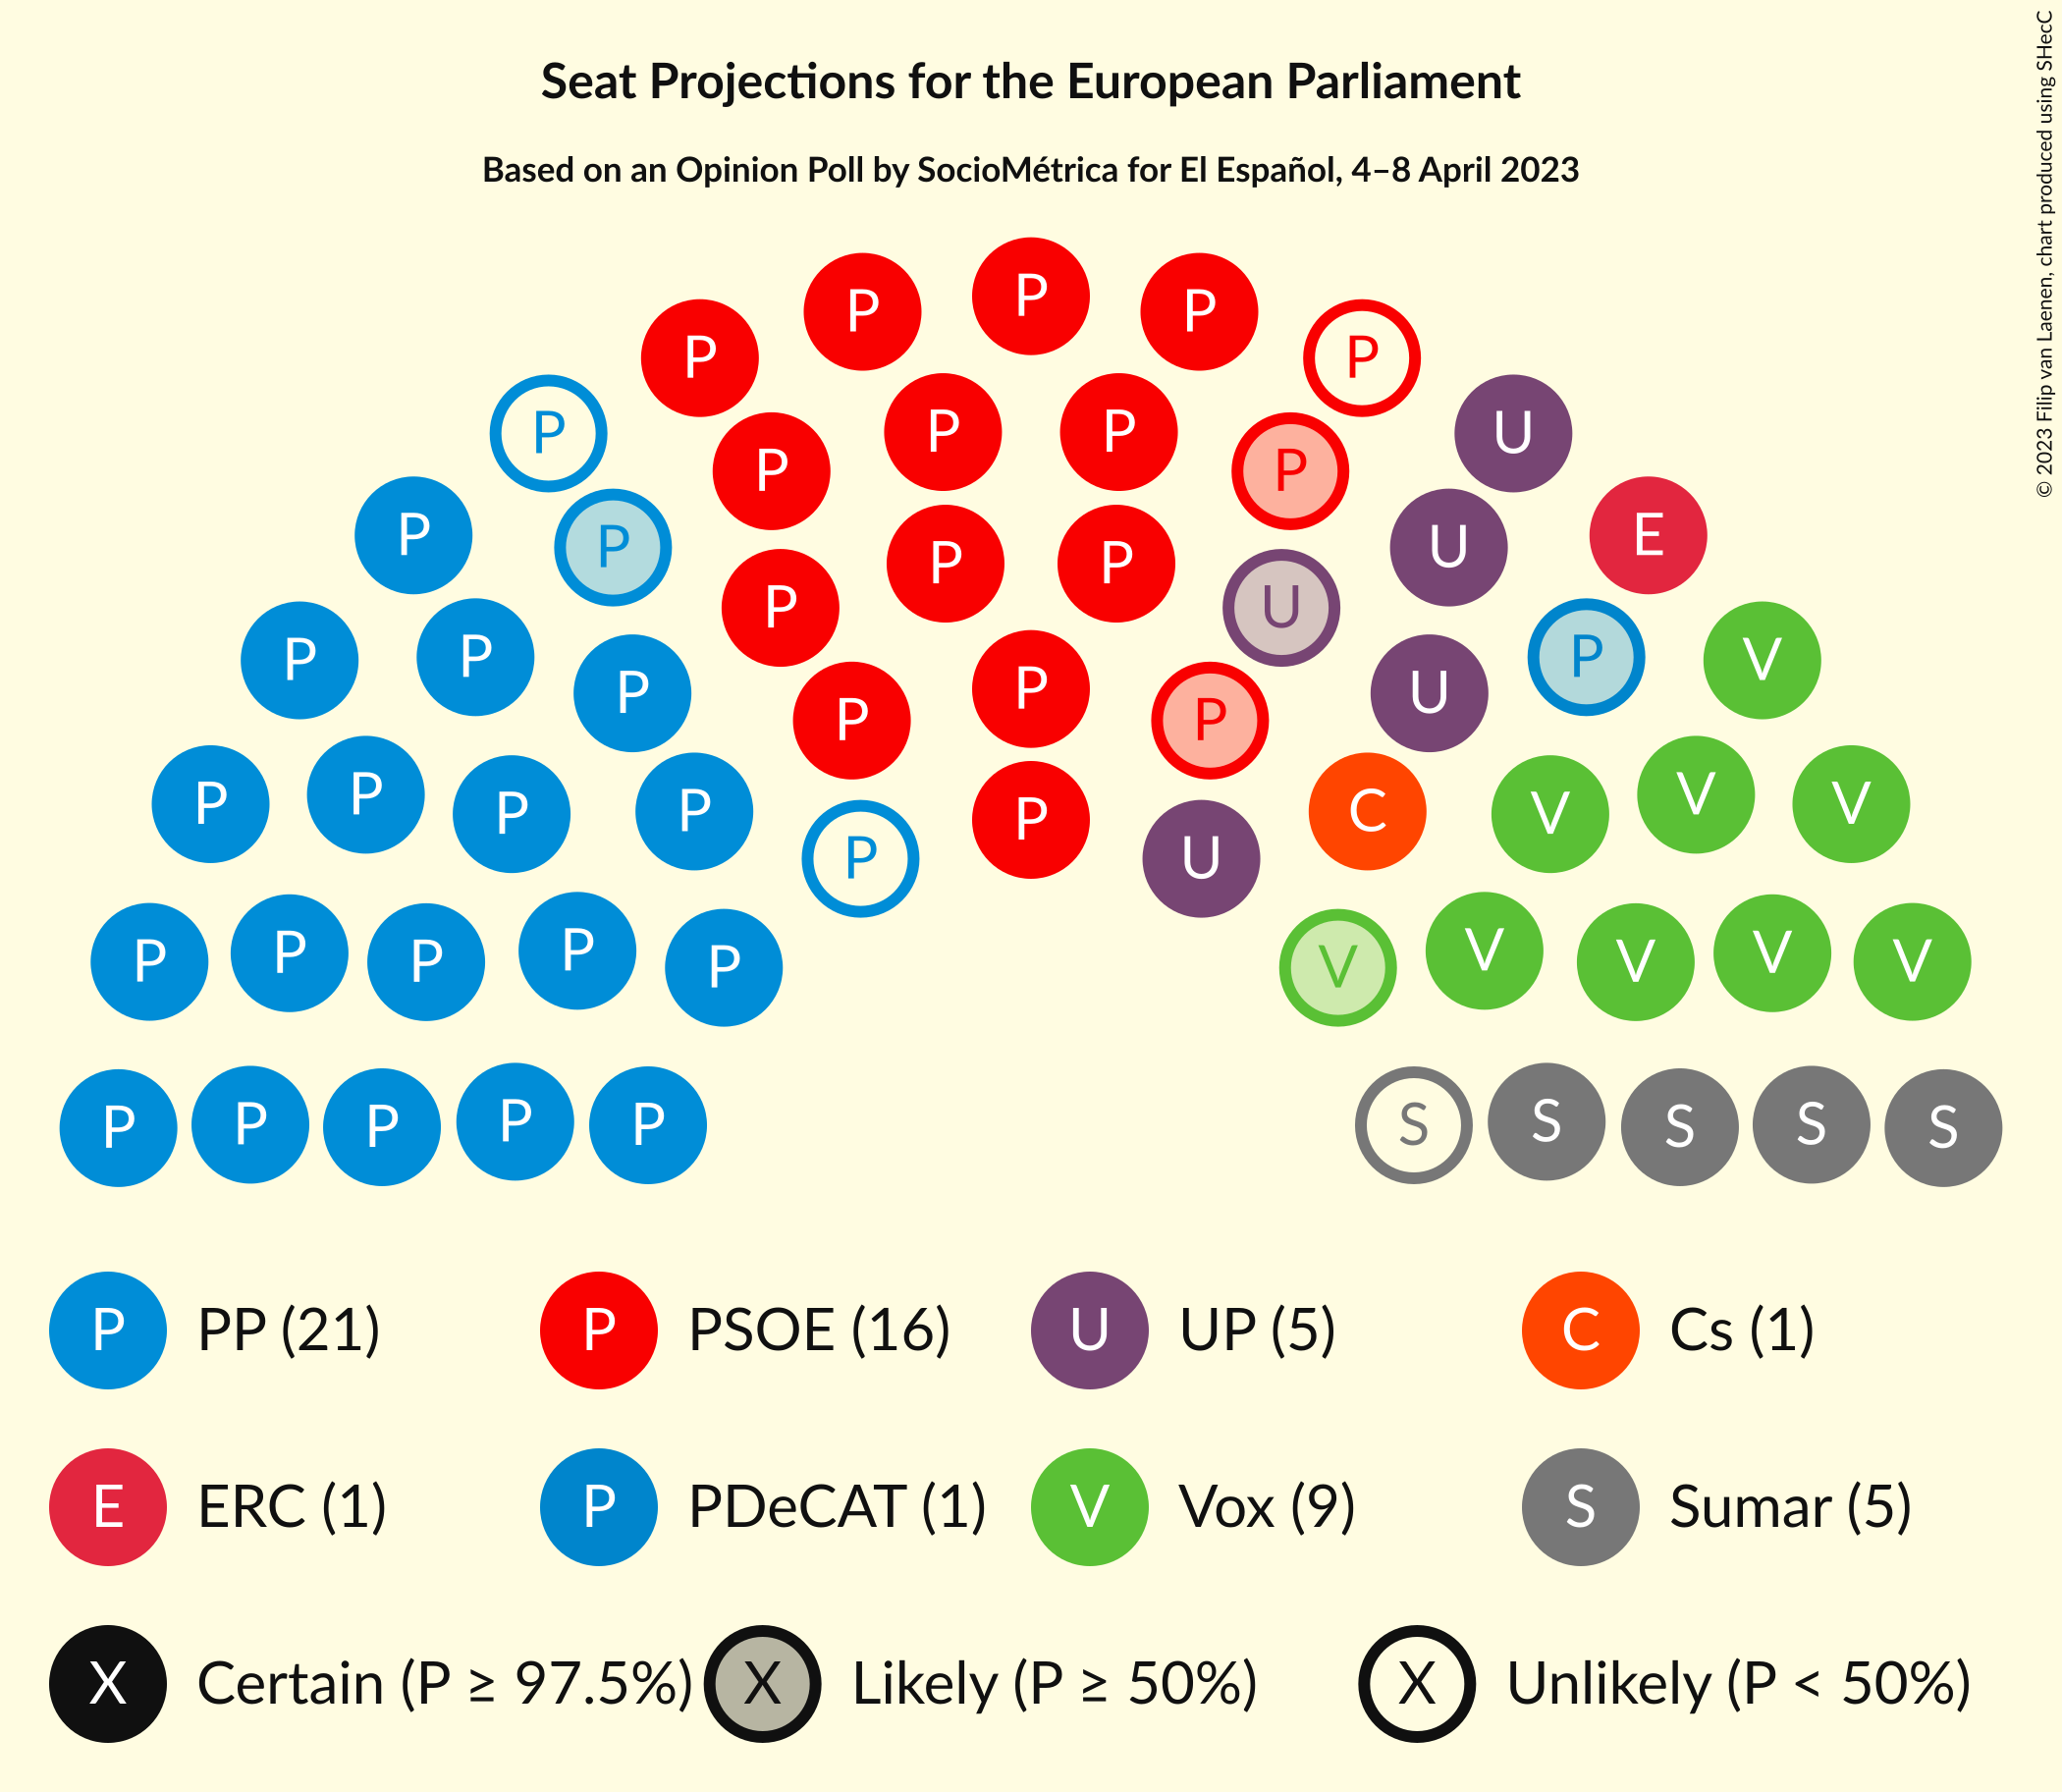 Seat Projections for the European Parliament
Based on an Opinion Poll by SocioMétrica for El Español, 4–8 April 2023
© 2023 Filip van Laenen, chart produced using SHecC
P
P P
P P
P U
P P
P P
P U E
P P
P U
P P
P P
P U
P P P V
P P
P U
P P
P P P C V V V
P
P U
P P P P P V V V V V
P P P P P S S S S S
P PP (21) P PSOE (16) U UP (5) C Cs (1)
E ERC (1) P PDeCAT (1) V Vox (9) S Sumar (5)
X Certain (P ≥ 97.5%) X Likely (P ≥ 50%) X Unlikely (P < 50%)